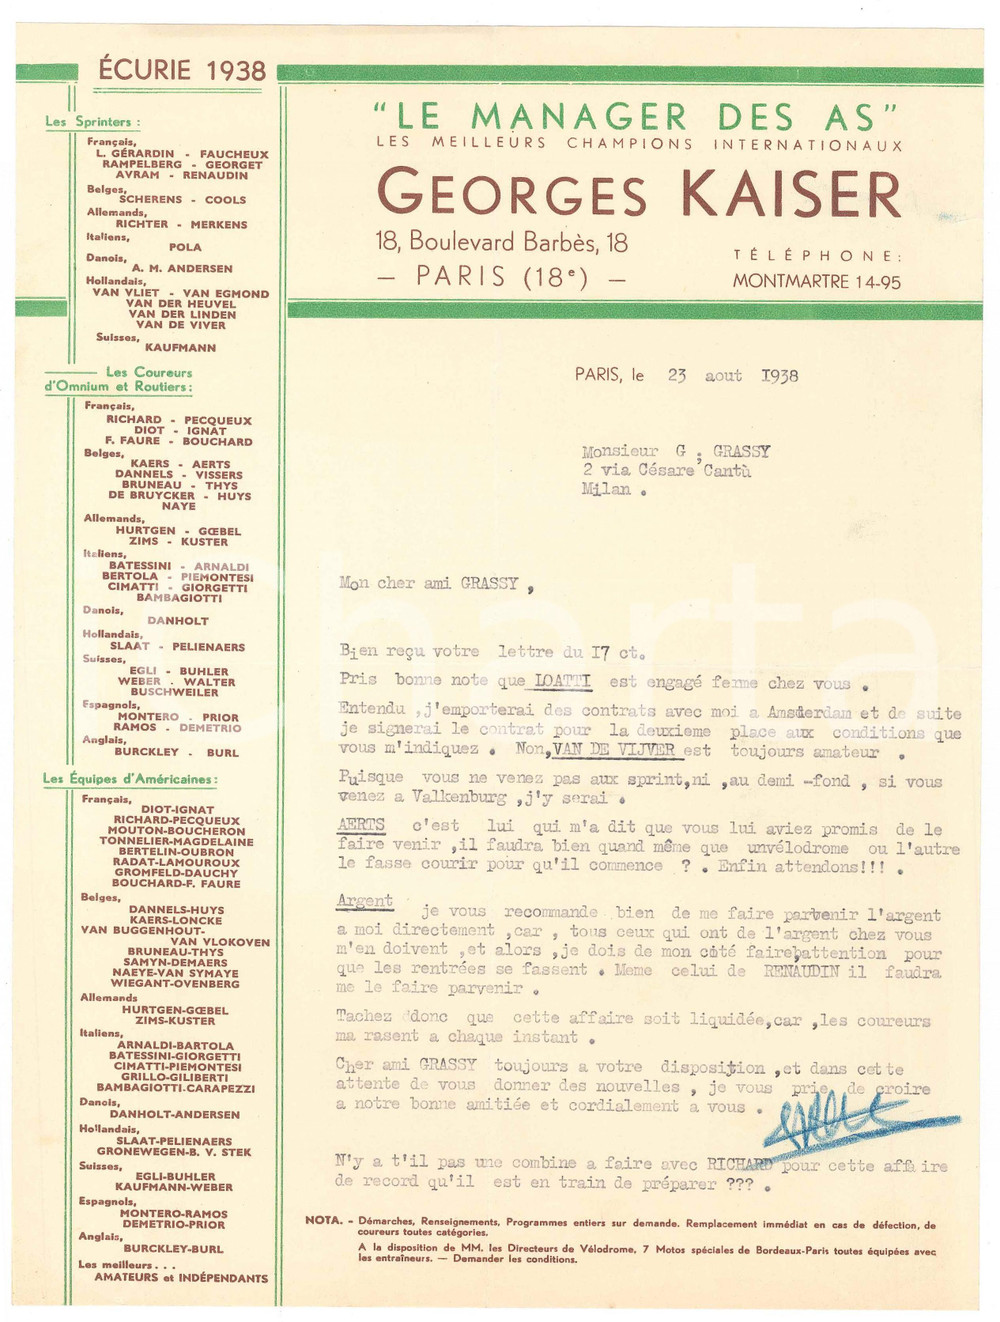 ÉCURIE 1938
Les Sprinters :
Français,
L. GÉRARDIN - FAUCHEUX
RAMPELBERG - GEORGET
AVRAM - RENAUDIN
Belges,
SCHERENS - COOLS
Allemands,
RICHTER - MERKENS
Italiens,
POLA
Danois,
A. M. ANDERSEN
Hollandais,
VAN VLIET - VAN EGMOND
VAN DER HEUVEL
VAN DER LINDEN
VAN DE VIVER
Suisses,
KAUFMANN
Les Coureurs
d'Omnium et Routiers :
Français,
RICHARD - PECQUEUX
DIOT - IGNAT
F. FAURE - BOUCHARD
Belges,
KAERS - AERTS
DANNELS - VISSERS
BRUNEAU - THYS
DE BRUYCKER - HUYS
NAYE
Allemands,
HURTGEN - GŒBEL
ZIMS - KUSTER
Italiens,
BATESSINI - ARNALDI
BERTOLA - PIEMONTESI
CIMATTI - GIORGETTI
BAMBAGIOTTI
Danois,
DANHOLT
Hollandais,
SLAAT - PELIENAERS
Suisses,
EGLI - BUHLER
WEBER . WALTER
BUSCHWEILER
Espagnols,
MONTERO . PRIOR
RAMOS . DEMETRIO
Anglais,
BURCKLEY - BURL
Les Équipes d'Américaines :
Français,
DIOT-IGNAT
RICHARD-PECQUEUX
MOUTON-BOUCHERON
TONNELIER-MAGDELAINE
BERTELIN-OUBRON
RADAT-LAMOUROUX
GROMFELD-DAUCHY
BOUCHARD-F. FAURE
Belges,
DANNELS-HUYS
KAERS-LONCKE
VAN BUGGENHOUT-
VAN VLOKOVEN
BRUNEAU-THYS
SAMYN-DEMAERS
NAEYE-VAN SYMAYE
WIEGANT-OVENBERG
Allemands
HURTGEN-GŒBEL
ZIMS-KUSTER
Italiens,
ARNALDI-BARTOLA
BATESSINI-GIORGETTI
CIMATTI-PIEMONTESI
GRILLO-GILIBERTI
BAMBAGIOTTI.CARAPEZZI
Danois,
DANHOLT-ANDERSEN
Hollandais,
SLAAT-PELIENAERS
GRONEWEGEN-B. V. STEK
Suisses,
EGLI-BUHLER
KAUFMANN-WEBER
Espagnols,
MONTERO-RAMOS
DEMETRIO-PRIOR
Anglais,
BURCKLEY-BURL
Les meilleurs . . .
AMATEURS et INDÉPENDANTS
“LE MANAGER DES AS”
LES MEILLEURS CHAMPIONS INTERNATIONAUX
GEORGES KAISER
18, Boulevard Barbès, 18
— PARIS (18e) —
TÉLÉPHONE:
MONTMARTRE 14-95
PARIS, le 23 aout I938
Monsieur G ; GRASSY
2 via Césare Cantù
Milan .
Mon cher ami GRASSY ,
Bien reçu votre lettre du I7 ct.
Pris bonne note que LOATTI est engagé ferme chez vous .
Entendu ,j'emporterai des contrats avec moi a Amsterdam et de suite
je signerai le contrat pour la deuxieme place aux conditions que
vous m'indiquez . Non,VAN DE VIJVER est toujours amateur .
Puisque vous ne venez pas aux sprint,ni ,au demi -fond , si vous
venez a Valkenburg ,j'y serai .
AERTS c'est lui qui m'a dit que vous lui aviez promis de le
faire venir ,il faudra bien quand même que unvélodrome ou l'autre
le fasse courir pour qu'il commence ? . Enfin attendons!!! .
Argent je vous recommande bien de me faire parvenir l'argent
a moi directement ,car , tous ceux qui ont de l'argent chez vous
m'en doivent ,et alors ,je dois de mon côté faire attention pour
que les rentrées se fassent . Meme celui de RENAUDIN il faudra
me le faire parvenir .
Tachez donc que cette affaire soit liquidée,car ,les coureurs
ma rasent a chaque instant .
Cher ami GRASSY toujours a votre disposition ,et dans cette
attente de vous donner des nouvelles , je vous prie de croire
a notre bonne amitiée et cordialement a vous .
N'y a t'il pas une combine a faire avec RICHARD pour cette affaire
de record qu'il est en train de préparer ??? .
NOTA. - Démarches, Renseignements, Programmes entiers sur demande. Remplacement immédiat en cas de défection, de
coureurs toutes catégories.
A la disposition de MM. les Directeurs de Vélodrome, 7 Motos spéciales de Bordeaux-Paris toutes équipées avec
les entraîneurs. — Demander les conditions.